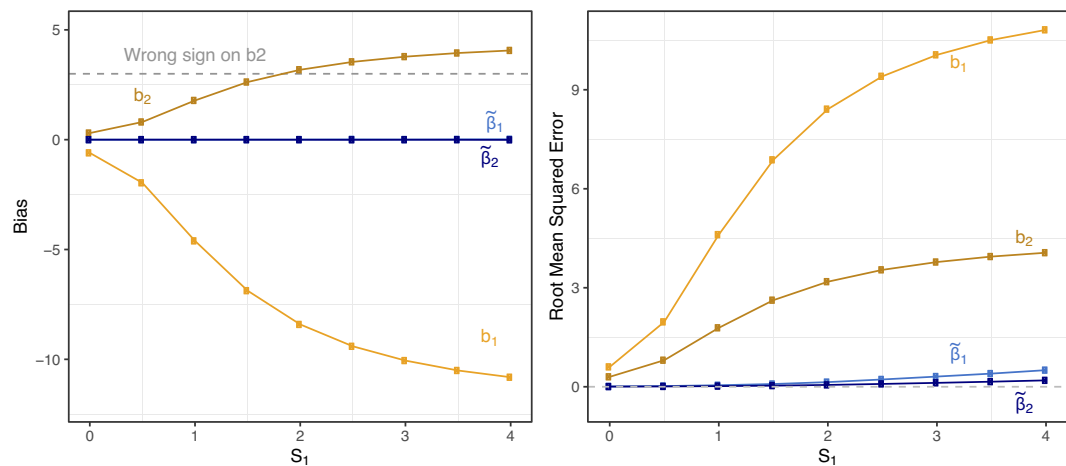 5
0
−5
−10
Bias
Wrong sign on b2
b₂
β̃₁
β̃₂
b₁
0 1 2 3 4
S₁
9
6
3
0
Root Mean Squared Error
b₁
b₂
β̃₁
β̃₂
0 1 2 3 4
S₁